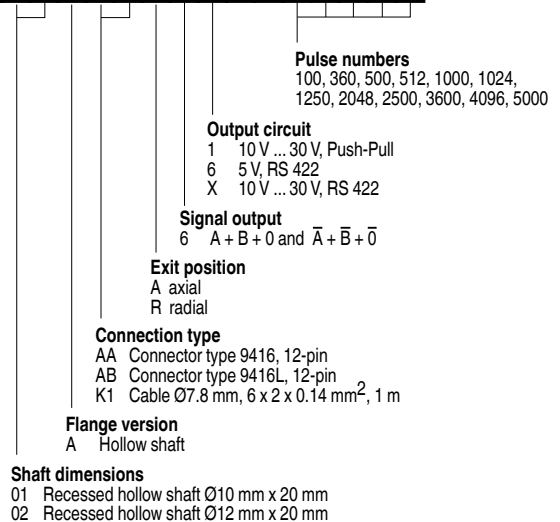 Pulse numbers
100, 360, 500, 512, 1000, 1024,
1250, 2048, 2500, 3600, 4096, 5000
Output circuit
1 10 V ... 30 V, Push-Pull
6 5 V, RS 422
X 10 V ... 30 V, RS 422
Signal output
6 A + B + 0 and A̅ + B̅ + 0̅
Exit position
A axial
R radial
Connection type
AA Connector type 9416, 12-pin
AB Connector type 9416L, 12-pin
K1 Cable Ø7.8 mm, 6 x 2 x 0.14 mm², 1 m
Flange version
A Hollow shaft
Shaft dimensions
01 Recessed hollow shaft Ø10 mm x 20 mm
02 Recessed hollow shaft Ø12 mm x 20 mm